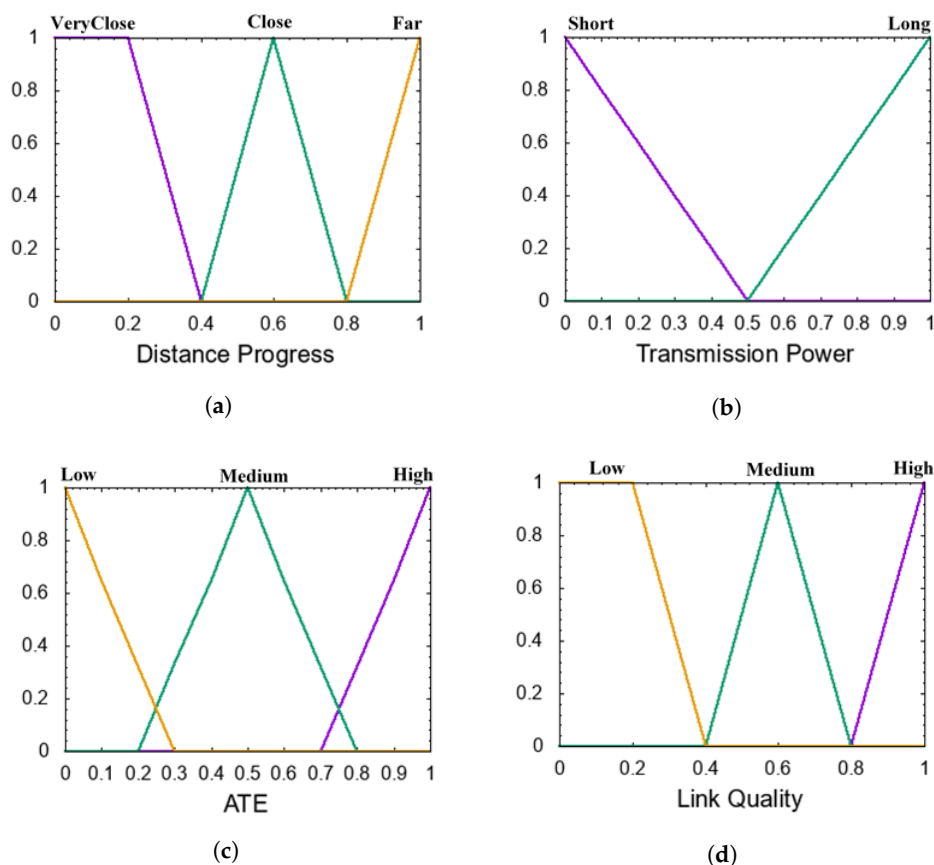 VeryClose Close Far
1
0.8
0.6
0.4
0.2
0
0 0.2 0.4 0.6 0.8 1
Distance Progress
(a)
Short Long
1
0.8
0.6
0.4
0.2
0
0 0.1 0.2 0.3 0.4 0.5 0.6 0.7 0.8 0.9 1
Transmission Power
(b)
Low Medium High
1
0.8
0.6
0.4
0.2
0
0 0.1 0.2 0.3 0.4 0.5 0.6 0.7 0.8 0.9 1
ATE
(c)
Low Medium High
1
0.8
0.6
0.4
0.2
0
0 0.2 0.4 0.6 0.8 1
Link Quality
(d)